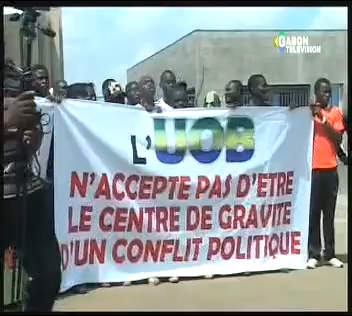 GABON
TELEVISION
L'UOB
N'ACCEPTE PAS D'ETRE
LE CENTRE DE GRAVITE
D'UN CONFLIT POLITIQUE